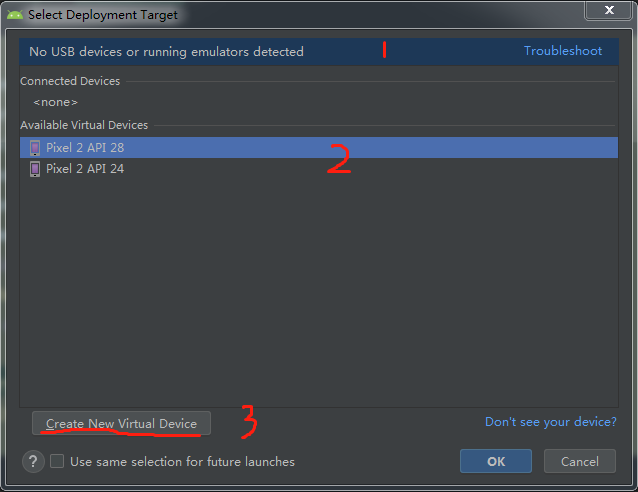 Select Deployment Target
No USB devices or running emulators detected 1 Troubleshoot
Connected Devices
<none>
Available Virtual Devices
Pixel 2 API 28
2
Pixel 2 API 24
Create New Virtual Device 3 Don't see your device?
? Use same selection for future launches OK Cancel